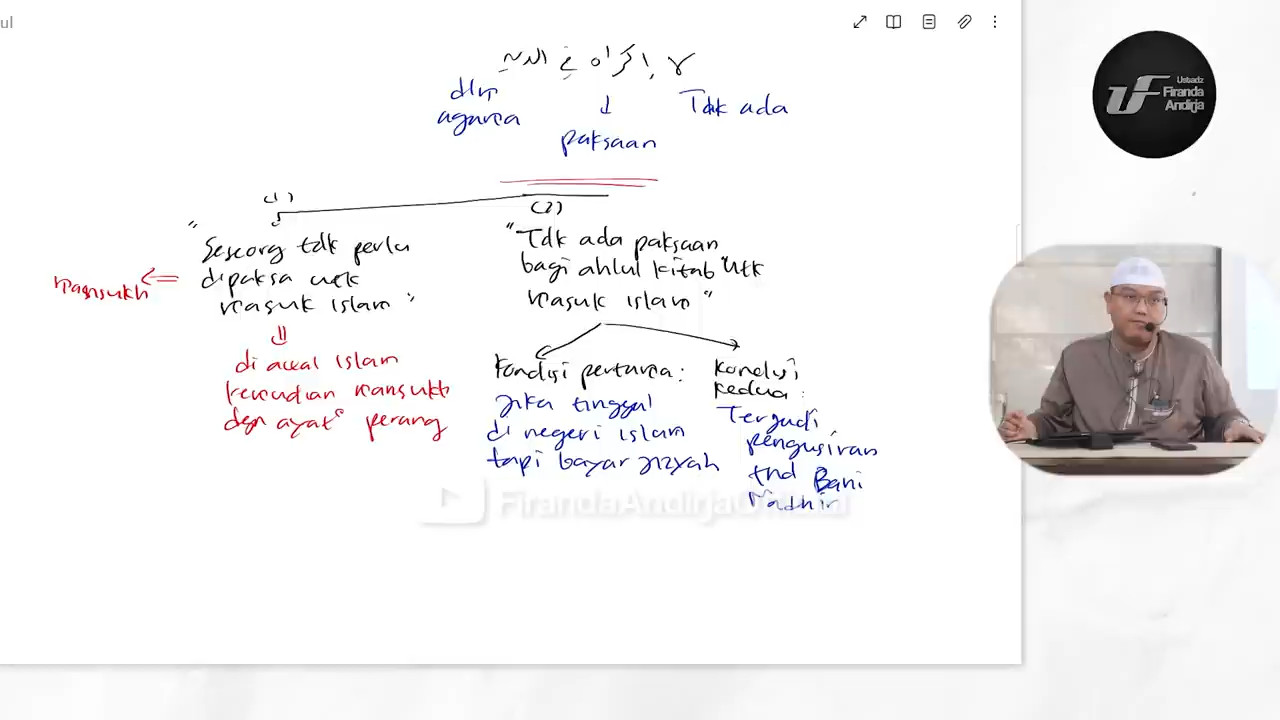 ul
لا إكراه في الدين
dlm agama
paksaan
Tdk ada
(1)
(2)
"Seseorg tdk perlu
dipaksa utk
masuk islam"
mansukh
di awal islam
kemudian mansukh
dgn ayat² perang
"Tdk ada paksaan
bagi ahlul kitab utk
masuk islam"
Kondisi pertama:
jika tinggal
di negeri islam
tapi bayar jizyah
Kondisi
kedua:
Terjadi
pengusiran
thd Bani
Nadhir
Ustadz
Firanda
Andirja
FirandaAndirja